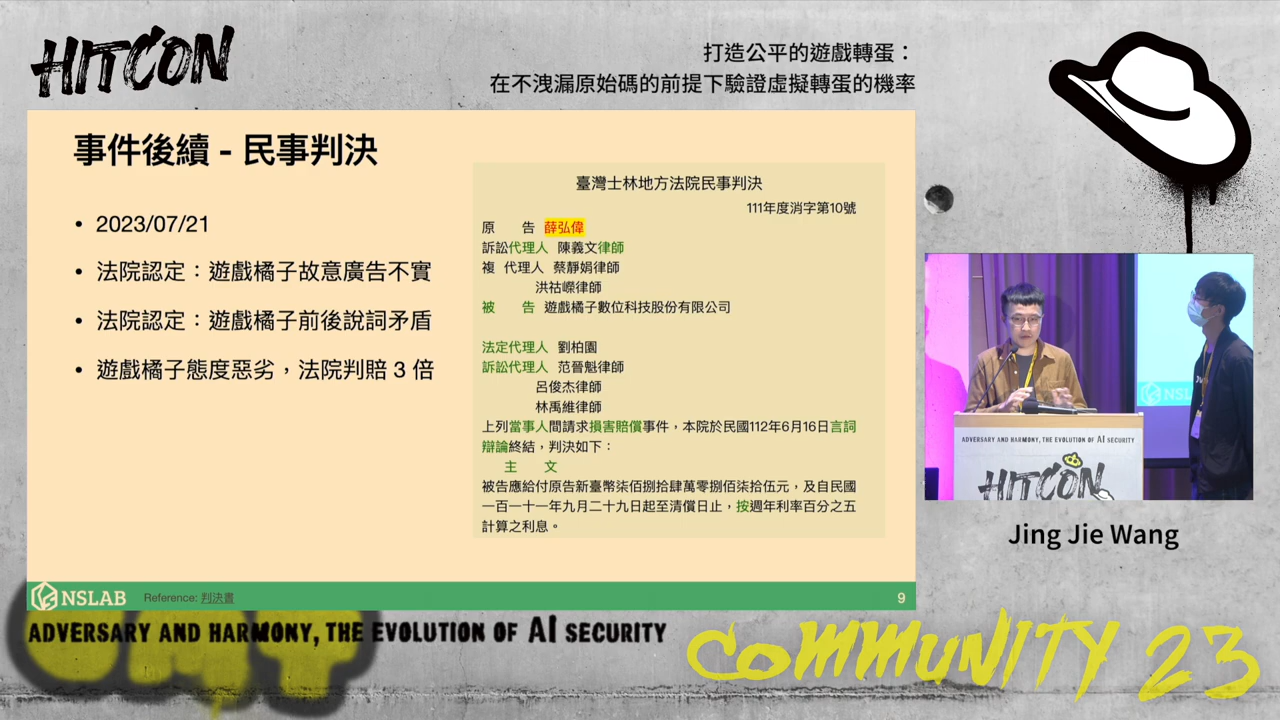 HITCON
打造公平的遊戲轉蛋：
在不洩漏原始碼的前提下驗證虛擬轉蛋的機率
事件後續 - 民事判決
• 2023/07/21
• 法院認定：遊戲橘子故意廣告不實
• 法院認定：遊戲橘子前後說詞矛盾
• 遊戲橘子態度惡劣，法院判賠 3 倍
臺灣士林地方法院民事判決
111年度消字第10號
原　　告　薛弘偉
訴訟代理人　陳義文律師
複　代理人　蔡靜娟律師
洪祜嶸律師
被　　告　遊戲橘子數位科技股份有限公司
法定代理人　劉柏園
訴訟代理人　范晉魁律師
呂俊杰律師
林禹維律師
上列當事人間請求損害賠償事件，本院於民國112年6月16日言詞
辯論終結，判決如下：
主　　文
被告應給付原告新臺幣柒佰捌拾肆萬零捌佰柒拾伍元，及自民國
一百一十一年九月二十九日起至清償日止，按週年利率百分之五
計算之利息。
NSLAB
Reference: 判決書
9
NSL
ADVERSARY AND HARMONY, THE EVOLUTION OF AI SECURITY
HITCON
Jing Jie Wang
ADVERSARY AND HARMONY, THE EVOLUTION OF AI SECURITY
COMMUNITY 23